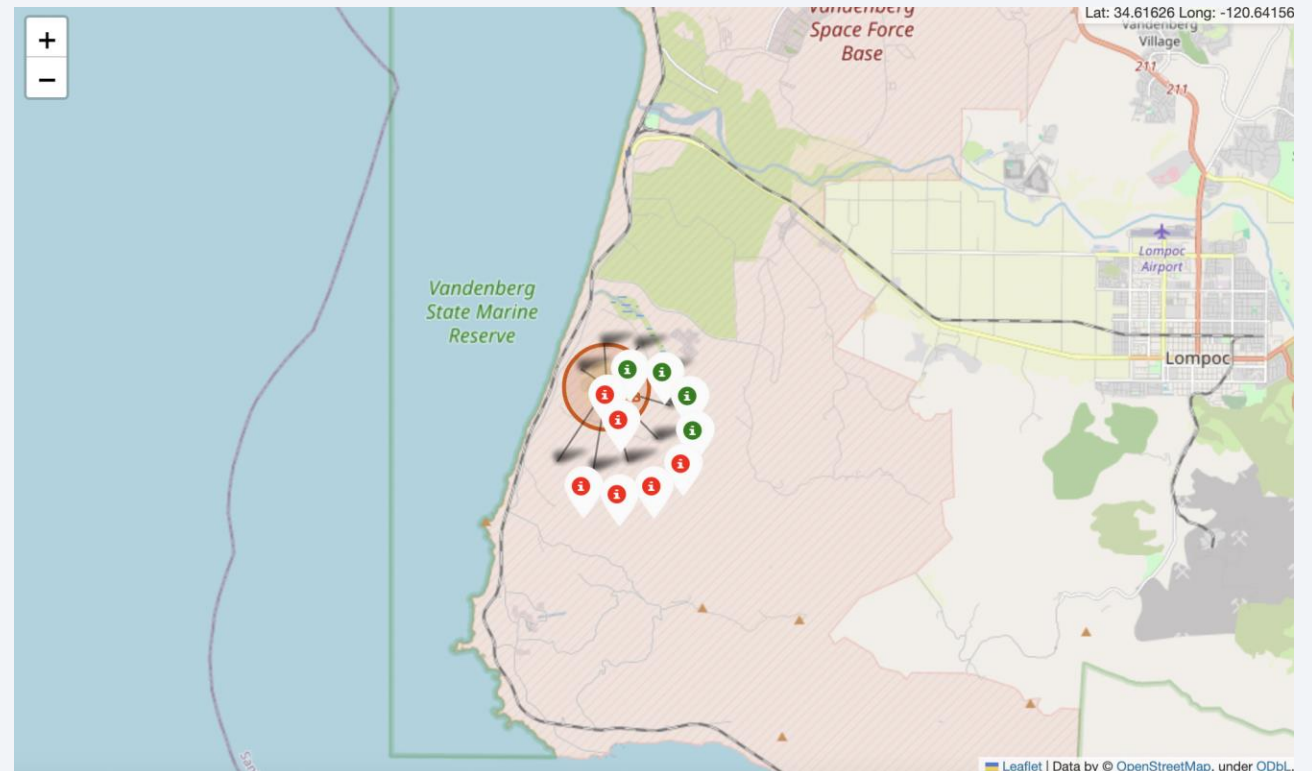 +
−
Lat: 34.61626 Long: -120.64156
Vandenberg
Space Force
Base
Vandenberg
Village
211
211
Lompoc
Airport
Vandenberg
State Marine
Reserve
Lompoc
San
Leaflet | Data by © OpenStreetMap, under ODbL.